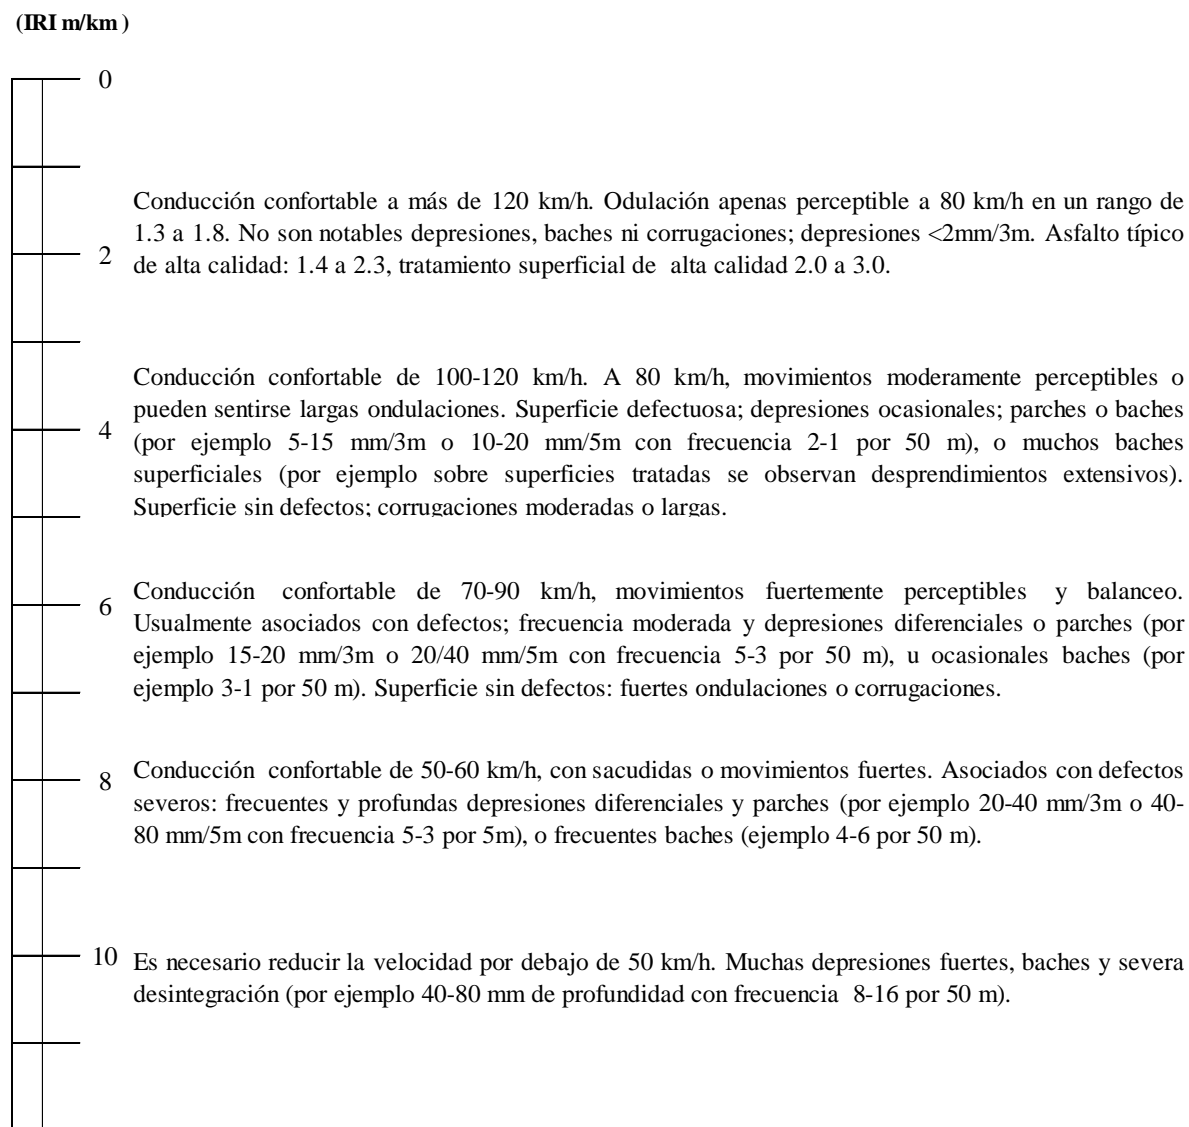 (IRI m/km )
0
Conducción confortable a más de 120 km/h. Odulación apenas perceptible a 80 km/h en un rango de
1.3 a 1.8. No son notables depresiones, baches ni corrugaciones; depresiones <2mm/3m. Asfalto típico
2
de alta calidad: 1.4 a 2.3, tratamiento superficial de alta calidad 2.0 a 3.0.
Conducción confortable de 100-120 km/h. A 80 km/h, movimientos moderamente perceptibles o
pueden sentirse largas ondulaciones. Superficie defectuosa; depresiones ocasionales; parches o baches
4
(por ejemplo 5-15 mm/3m o 10-20 mm/5m con frecuencia 2-1 por 50 m), o muchos baches
superficiales (por ejemplo sobre superficies tratadas se observan desprendimientos extensivos).
Superficie sin defectos; corrugaciones moderadas o largas.
Conducción confortable de 70-90 km/h, movimientos fuertemente perceptibles y balanceo.
6
Usualmente asociados con defectos; frecuencia moderada y depresiones diferenciales o parches (por
ejemplo 15-20 mm/3m o 20/40 mm/5m con frecuencia 5-3 por 50 m), u ocasionales baches (por
ejemplo 3-1 por 50 m). Superficie sin defectos: fuertes ondulaciones o corrugaciones.
Conducción confortable de 50-60 km/h, con sacudidas o movimientos fuertes. Asociados con defectos
8
severos: frecuentes y profundas depresiones diferenciales y parches (por ejemplo 20-40 mm/3m o 40-
80 mm/5m con frecuencia 5-3 por 5m), o frecuentes baches (ejemplo 4-6 por 50 m).
10
Es necesario reducir la velocidad por debajo de 50 km/h. Muchas depresiones fuertes, baches y severa
desintegración (por ejemplo 40-80 mm de profundidad con frecuencia 8-16 por 50 m).